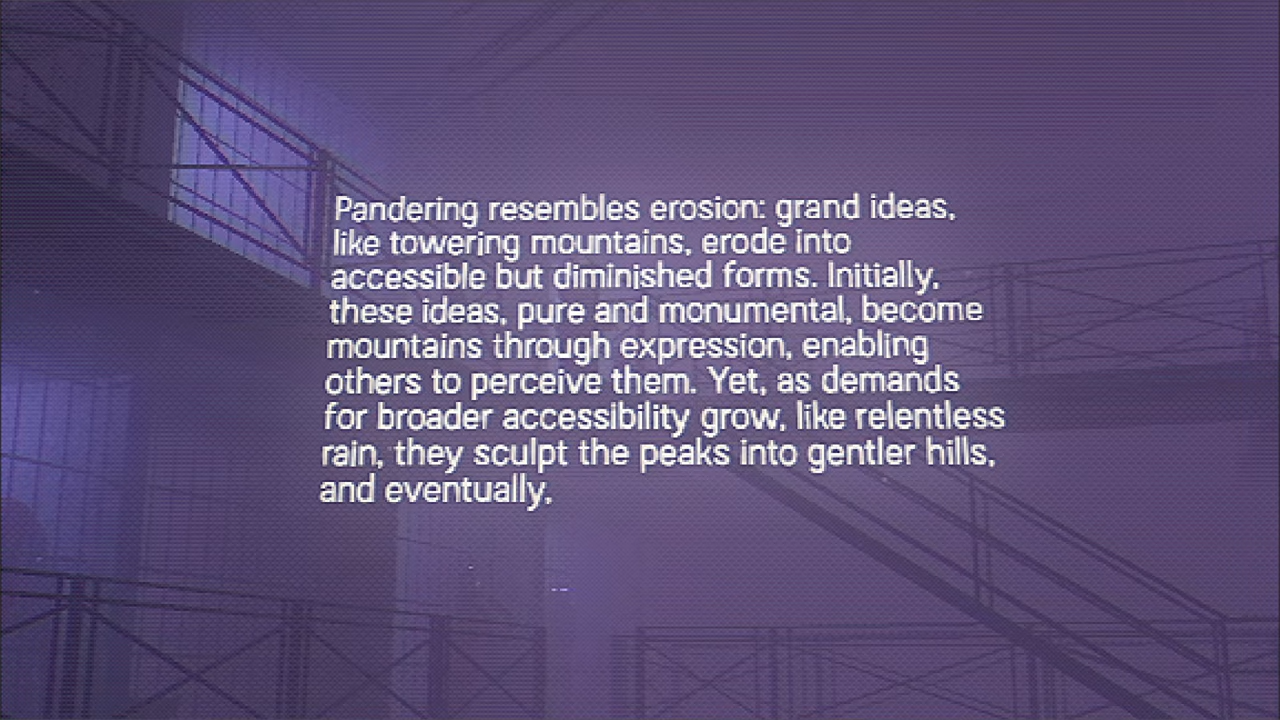 Pandering resembles erosion: grand ideas,
like towering mountains, erode into
accessible but diminished forms. Initially,
these ideas, pure and monumental, become
mountains through expression, enabling
others to perceive them. Yet, as demands
for broader accessibility grow, like relentless
rain, they sculpt the peaks into gentler hills,
and eventually,